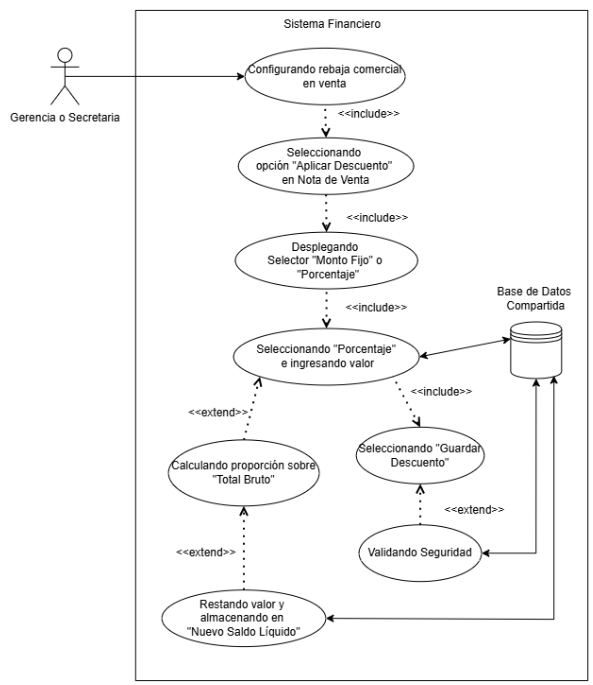 Sistema Financiero
Gerencia o Secretaria
Configurando rebaja comercial
en venta
<<include>>
Seleccionando
opción "Aplicar Descuento"
en Nota de Venta
<<include>>
Desplegando
Selector "Monto Fijo" o
"Porcentaje"
<<include>>
Base de Datos
Compartida
Seleccionando "Porcentaje"
e ingresando valor
<<include>>
<<extend>>
Seleccionando "Guardar
Descuento"
Calculando proporción sobre
"Total Bruto"
<<extend>>
<<extend>>
Validando Seguridad
Restando valor y
almacenando en
"Nuevo Saldo Líquido"